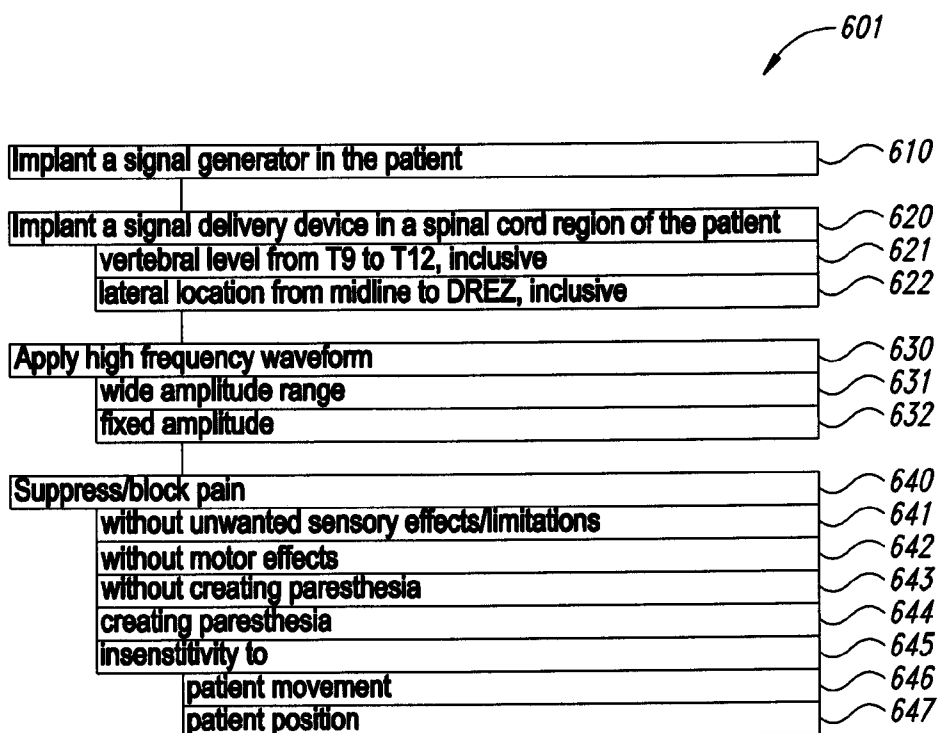 601
Implant a signal generator in the patient 610
Implant a signal delivery device in a spinal cord region of the patient 620
vertebral level from T9 to T12, inclusive 621
lateral location from midline to DREZ, inclusive 622
Apply high frequency waveform 630
wide amplitude range 631
fixed amplitude 632
Suppress/block pain 640
without unwanted sensory effects/limitations 641
without motor effects 642
without creating paresthesia 643
creating paresthesia 644
insenstitivity to 645
patient movement 646
patient position 647